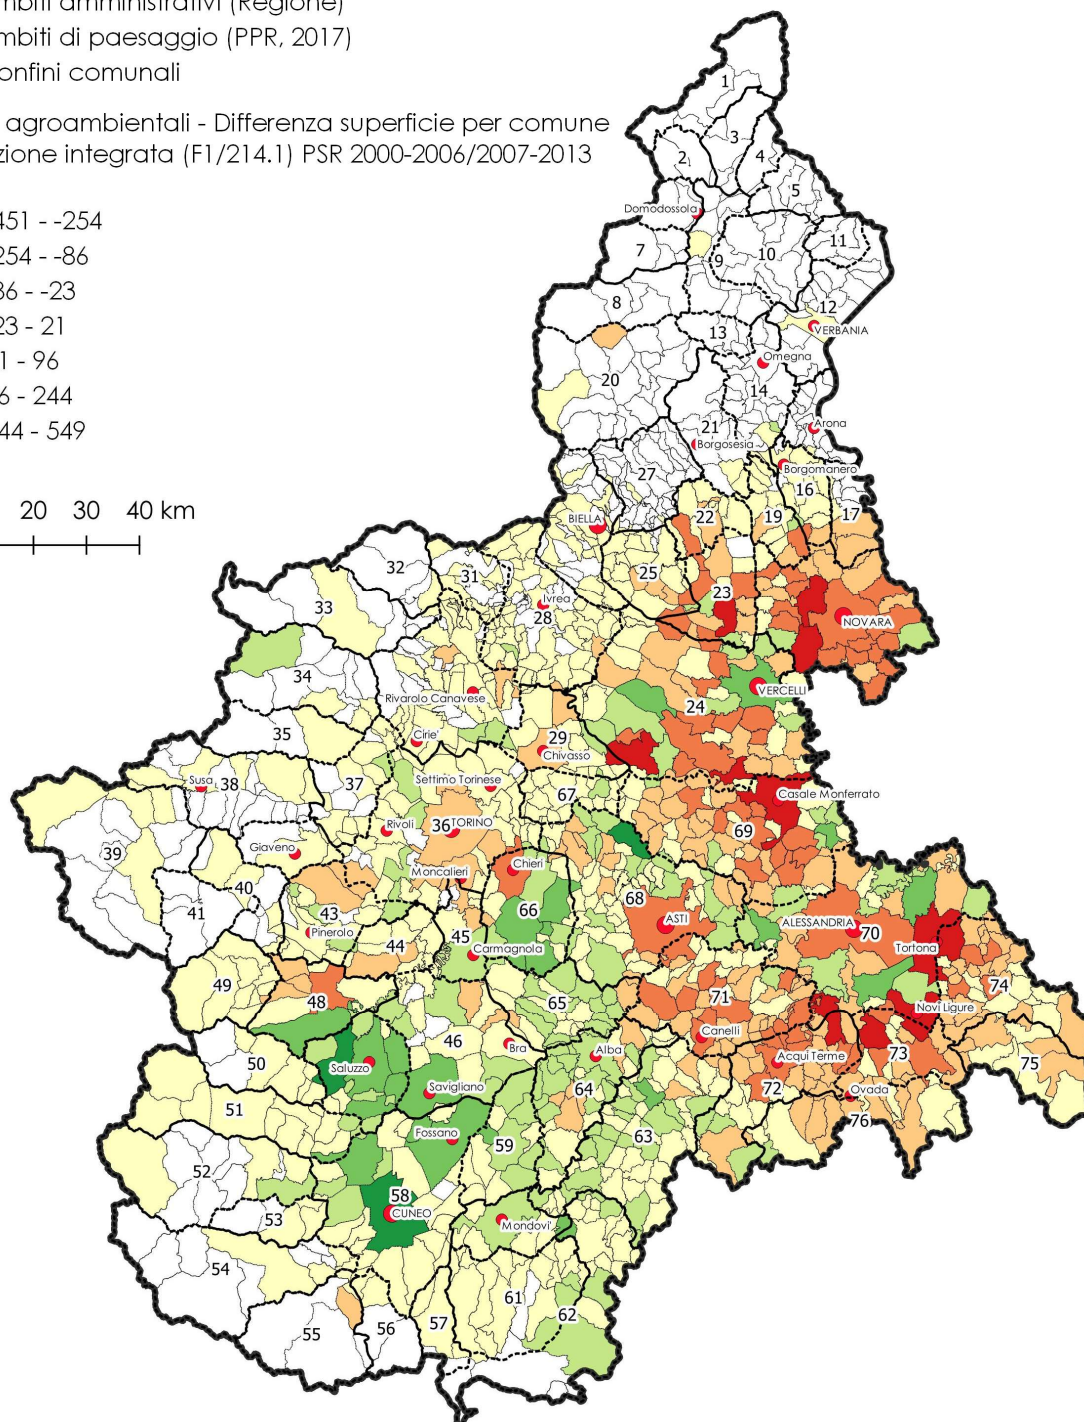 mbiti amministrativi (Regione)
mbiti di paesaggio (PPR, 2017)
onfini comunali
agroambientali - Differenza superficie per comune
zione integrata (F1/214.1) PSR 2000-2006/2007-2013
451 - -254
254 - -86
86 - -23
23 - 21
1 - 96
6 - 244
44 - 549
20 30 40 km
1
3
2
4
5
Domodossola
7
9
10
11
8
12
13
VERBANIA
Omegna
20
14
21
Arona
Borgosesia
27
Borgomanero
16
BIELLA
22
19
17
32
31
25
23
33
Ivrea
28
NOVARA
34
Rivarolo Canavese
VERCELLI
24
35
Cirie'
29
Chivasso
Susa
38
37
Settimo Torinese
67
Casale Monferrato
36
TORINO
Rivoli
69
39
Giaveno
Moncalieri
Chieri
40
41
43
66
68
ASTI
ALESSANDRIA
70
Pinerolo
44
45
Carmagnola
Tortona
49
48
65
71
74
Novi Ligure
46
Bra
Canelli
50
Saluzzo
Alba
Acqui Terme
73
75
Savigliano
64
72
Ovada
51
76
Fossano
59
63
52
58
53
CUNEO
Mondovi'
54
61
62
55
56
57